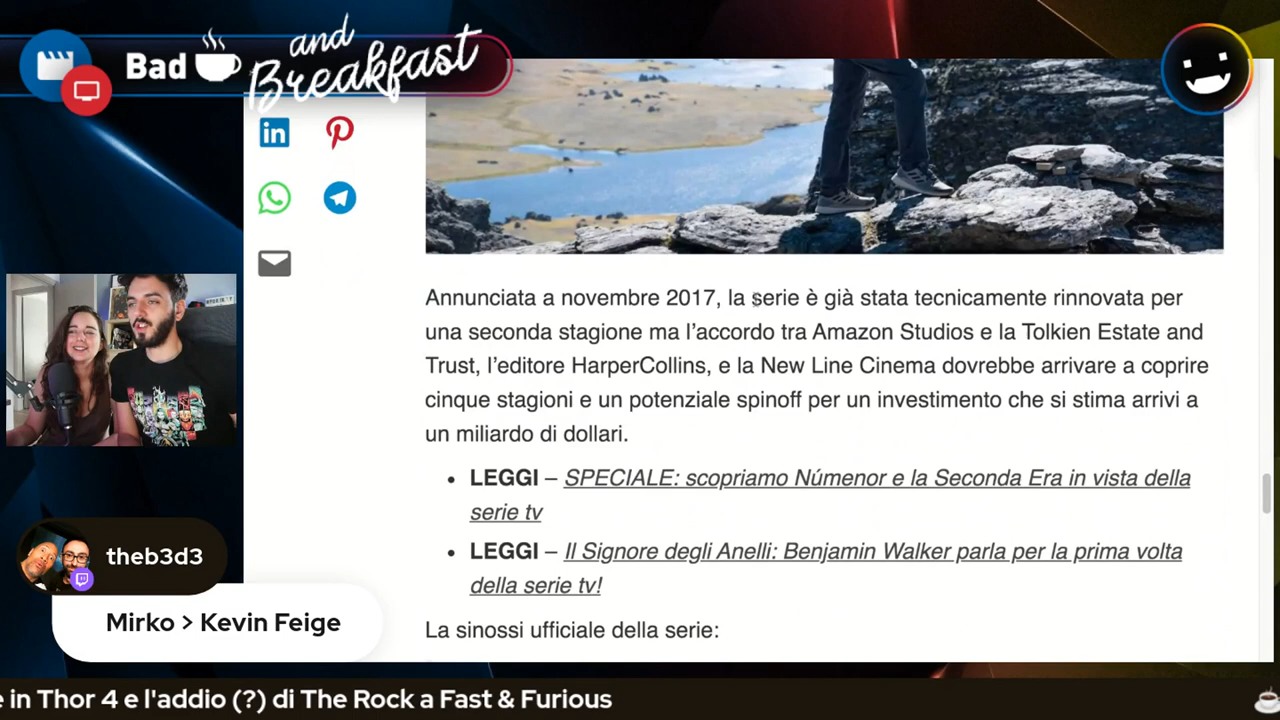 Bad and Breakfast
in
Annunciata a novembre 2017, la serie è già stata tecnicamente rinnovata per
una seconda stagione ma l'accordo tra Amazon Studios e la Tolkien Estate and
Trust, l'editore HarperCollins, e la New Line Cinema dovrebbe arrivare a coprire
cinque stagioni e un potenziale spinoff per un investimento che si stima arrivi a
un miliardo di dollari.
• LEGGI – SPECIALE: scopriamo Númenor e la Seconda Era in vista della
serie tv
• LEGGI – Il Signore degli Anelli: Benjamin Walker parla per la prima volta
della serie tv!
La sinossi ufficiale della serie:
theb3d3
Mirko > Kevin Feige
e in Thor 4 e l'addio (?) di The Rock a Fast & Furious